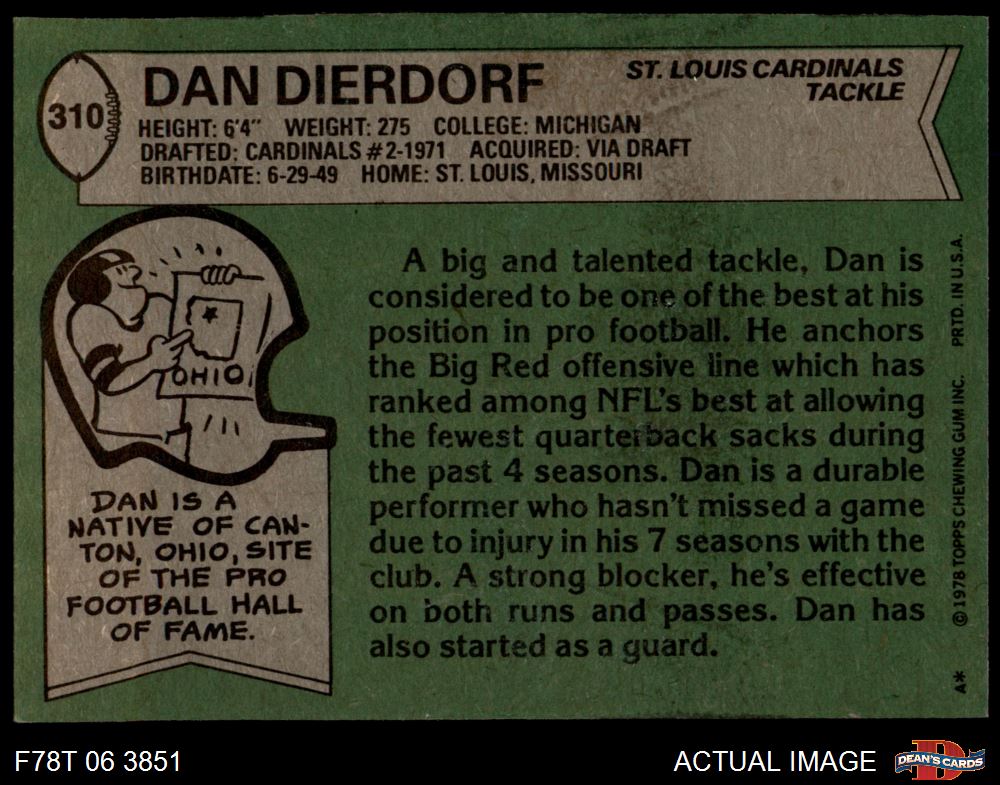 310
DAN DIERDORF
ST. LOUIS CARDINALS
TACKLE
HEIGHT: 6'4" WEIGHT: 275 COLLEGE: MICHIGAN
DRAFTED: CARDINALS #2-1971 ACQUIRED: VIA DRAFT
BIRTHDATE: 6-29-49 HOME: ST. LOUIS, MISSOURI
OHIO
DAN IS A
NATIVE OF CAN-
TON, OHIO, SITE
OF THE PRO
FOOTBALL HALL
OF FAME.
A big and talented tackle, Dan is
considered to be one of the best at his
position in pro football. He anchors
the Big Red offensive line which has
ranked among NFL's best at allowing
the fewest quarterback sacks during
the past 4 seasons. Dan is a durable
performer who hasn't missed a game
due to injury in his 7 seasons with the
club. A strong blocker, he's effective
on both runs and passes. Dan has
also started as a guard.
A* © 1978 TOPPS CHEWING GUM INC. PRTD. IN U.S.A.
F78T 06 3851
ACTUAL IMAGE
D
DEAN'S CARDS